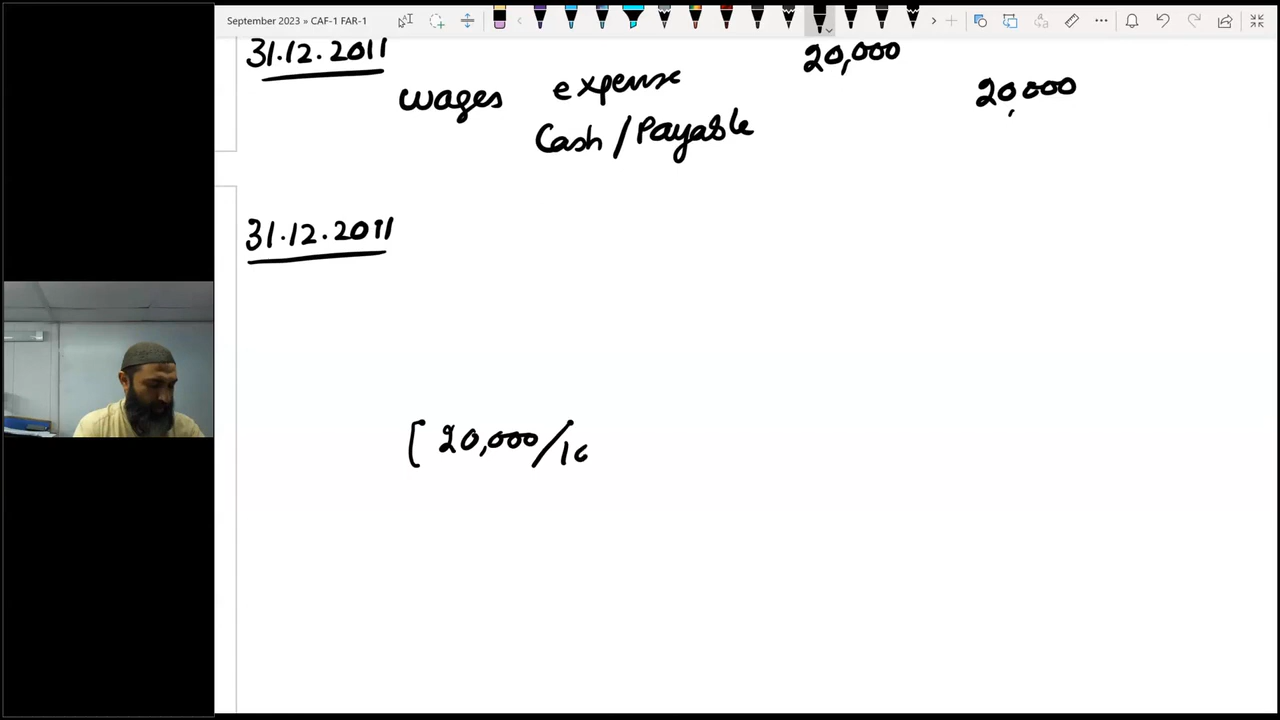 September 2023 » CAF-1 FAR-1
31.12.2011
wages expense 20,000
Cash/Payable 20,000
31.12.2011
[ 20,000/10